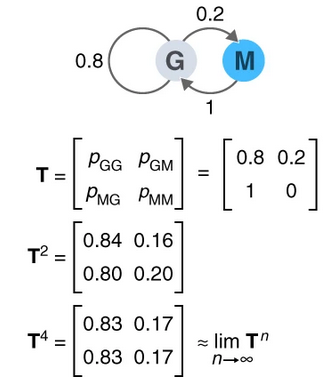 0.2
0.8 G M
1
T = [ p_GG p_GM ; p_MG p_MM ] = [ 0.8 0.2 ; 1 0 ]
T² = [ 0.84 0.16 ; 0.80 0.20 ]
T⁴ = [ 0.83 0.17 ; 0.83 0.17 ] ≈ lim n→∞ Tⁿ